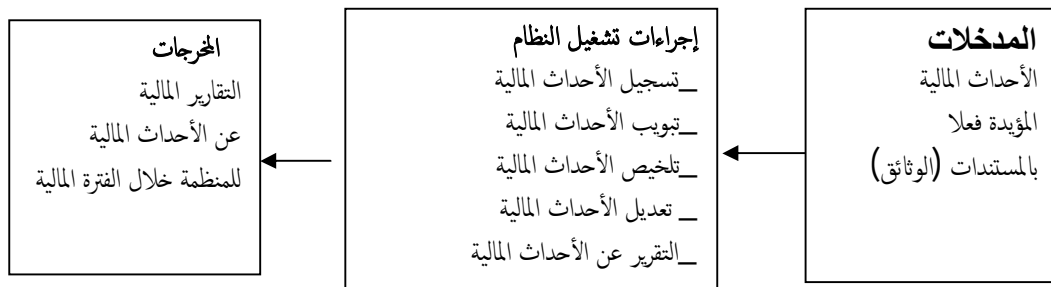 المدخلات
الأحداث المالية
المؤيدة فعلا
بالمستندات (الوثائق)
إجراءات تشغيل النظام
_تسجيل الأحداث المالية
_تبويب الأحداث المالية
_تلخيص الأحداث المالية
_ تعديل الأحداث المالية
_التقرير عن الأحداث المالية
المخرجات
التقارير المالية
عن الأحداث المالية
للمنظمة خلال الفترة المالية